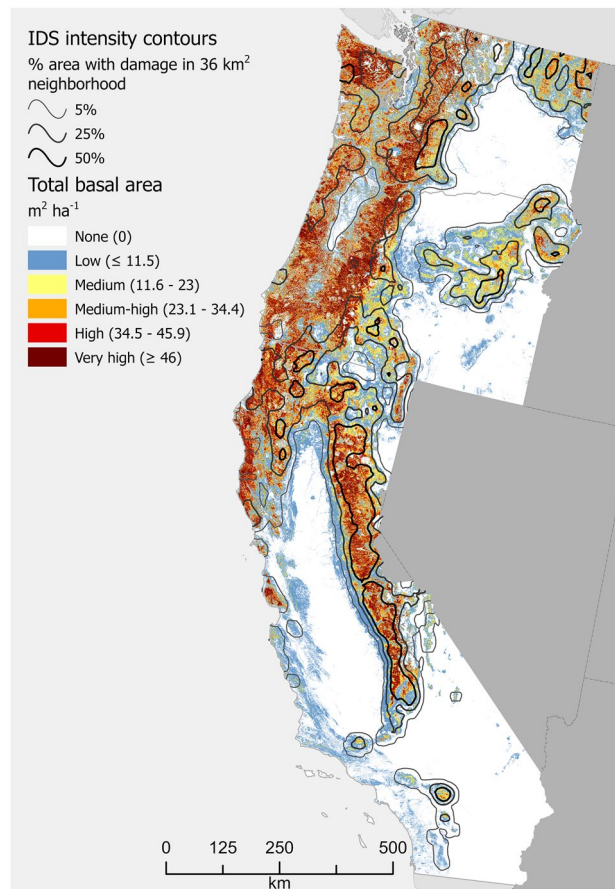 IDS intensity contours
% area with damage in 36 km²
neighborhood
5%
25%
50%
Total basal area
m² ha⁻¹
None (0)
Low (≤ 11.5)
Medium (11.6 - 23)
Medium-high (23.1 - 34.4)
High (34.5 - 45.9)
Very high (≥ 46)
0 125 250 500
km